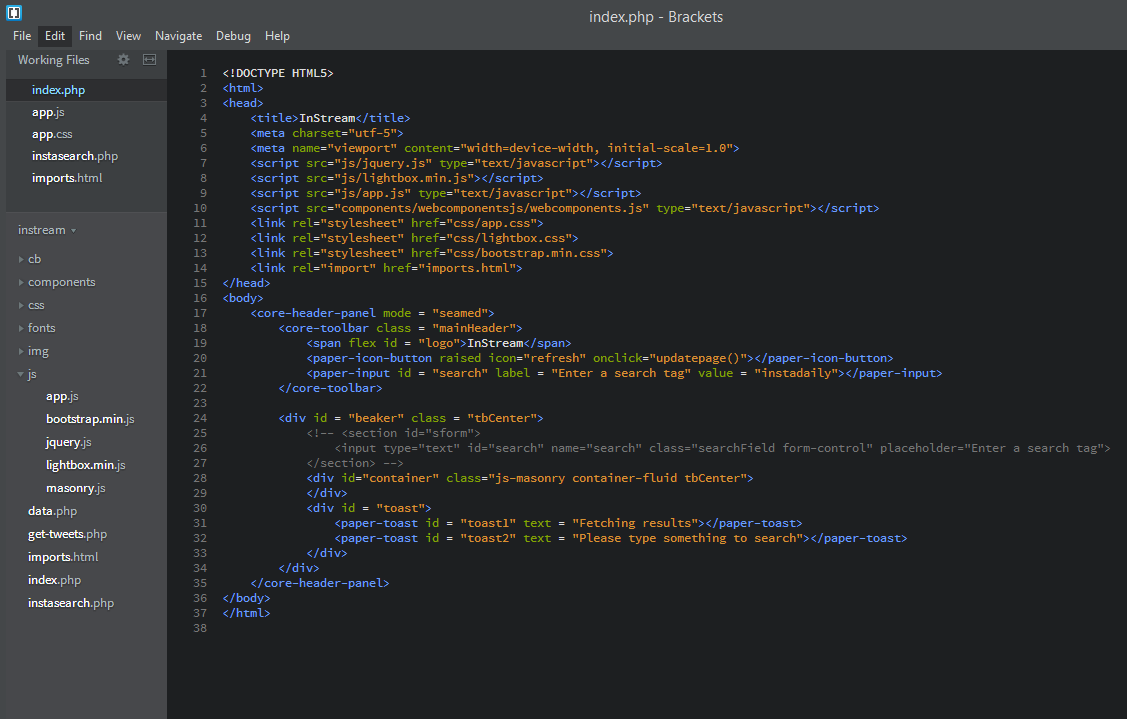 index.php - Brackets
File Edit Find View Navigate Debug Help
Working Files
index.php
app.js
app.css
instasearch.php
imports.html
instream
cb
components
css
fonts
img
js
app.js
bootstrap.min.js
jquery.js
lightbox.min.js
masonry.js
data.php
get-tweets.php
imports.html
index.php
instasearch.php
1 <!DOCTYPE HTML5>
2 <html>
3 <head>
4     <title>InStream</title>
5     <meta charset="utf-5">
6     <meta name="viewport" content="width=device-width, initial-scale=1.0">
7     <script src="js/jquery.js" type="text/javascript"></script>
8     <script src="js/lightbox.min.js"></script>
9     <script src="js/app.js" type="text/javascript"></script>
10     <script src="components/webcomponentsjs/webcomponents.js" type="text/javascript"></script>
11     <link rel="stylesheet" href="css/app.css">
12     <link rel="stylesheet" href="css/lightbox.css">
13     <link rel="stylesheet" href="css/bootstrap.min.css">
14     <link rel="import" href="imports.html">
15 </head>
16 <body>
17     <core-header-panel mode = "seamed">
18         <core-toolbar class = "mainHeader">
19             <span flex id = "logo">InStream</span>
20             <paper-icon-button raised icon="refresh" onclick="updatepage()"></paper-icon-button>
21             <paper-input id = "search" label = "Enter a search tag" value = "instadaily"></paper-input>
22         </core-toolbar>
23
24         <div id = "beaker" class = "tbCenter">
25             <!-- <section id="sform">
26                 <input type="text" id="search" name="search" class="searchField form-control" placeholder="Enter a search tag">
27             </section> -->
28             <div id="container" class="js-masonry container-fluid tbCenter">
29             </div>
30             <div id = "toast">
31                 <paper-toast id = "toast1" text = "Fetching results"></paper-toast>
32                 <paper-toast id = "toast2" text = "Please type something to search"></paper-toast>
33             </div>
34         </div>
35     </core-header-panel>
36 </body>
37 </html>
38